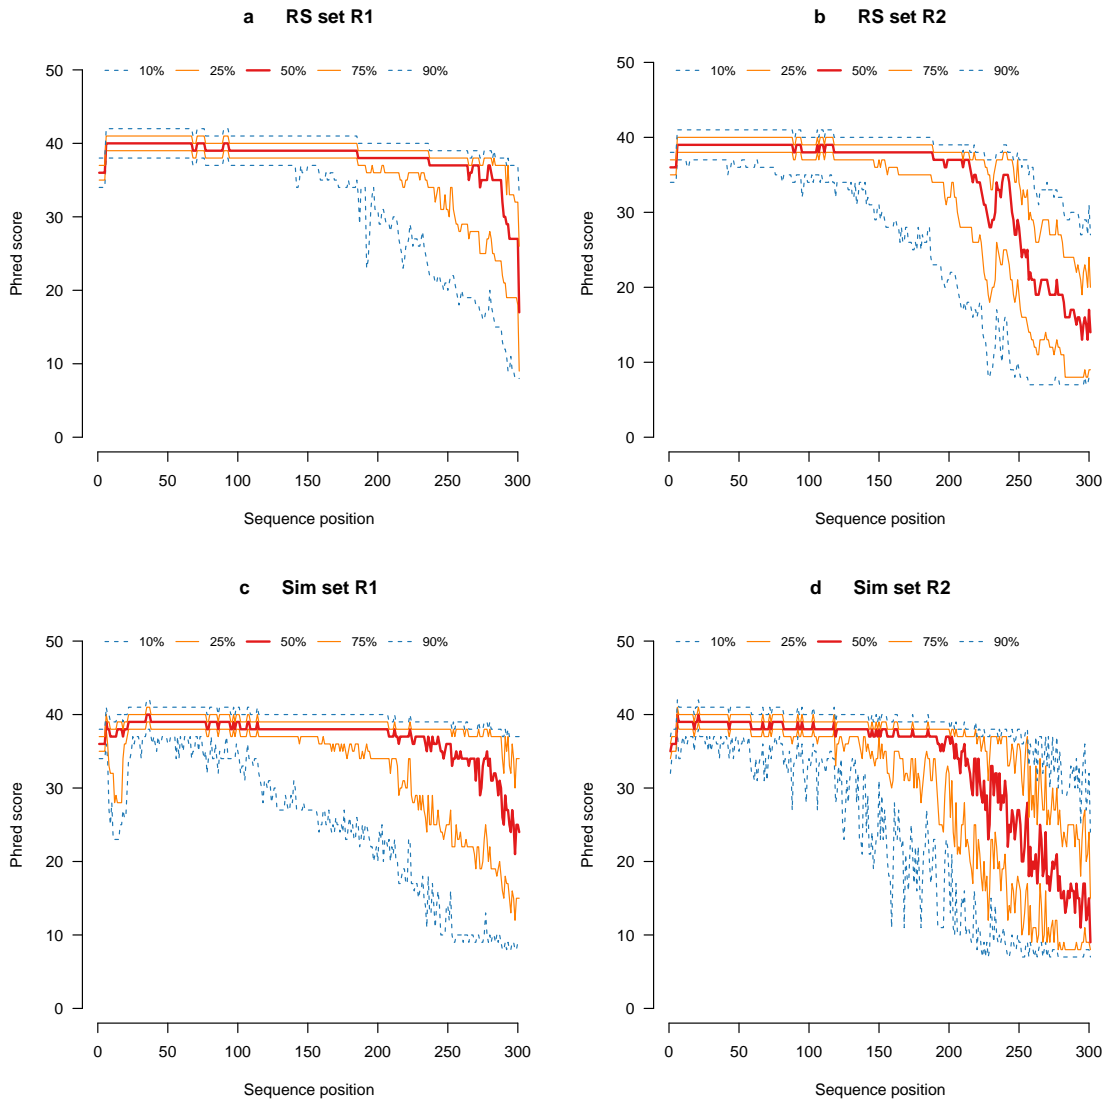 a RS set R1
10% 25% 50% 75% 90%
50
40
30
20
10
0
Phred score
0 50 100 150 200 250 300
Sequence position
b RS set R2
10% 25% 50% 75% 90%
50
40
30
20
10
0
Phred score
0 50 100 150 200 250 300
Sequence position
c Sim set R1
10% 25% 50% 75% 90%
50
40
30
20
10
0
Phred score
0 50 100 150 200 250 300
Sequence position
d Sim set R2
10% 25% 50% 75% 90%
50
40
30
20
10
0
Phred score
0 50 100 150 200 250 300
Sequence position